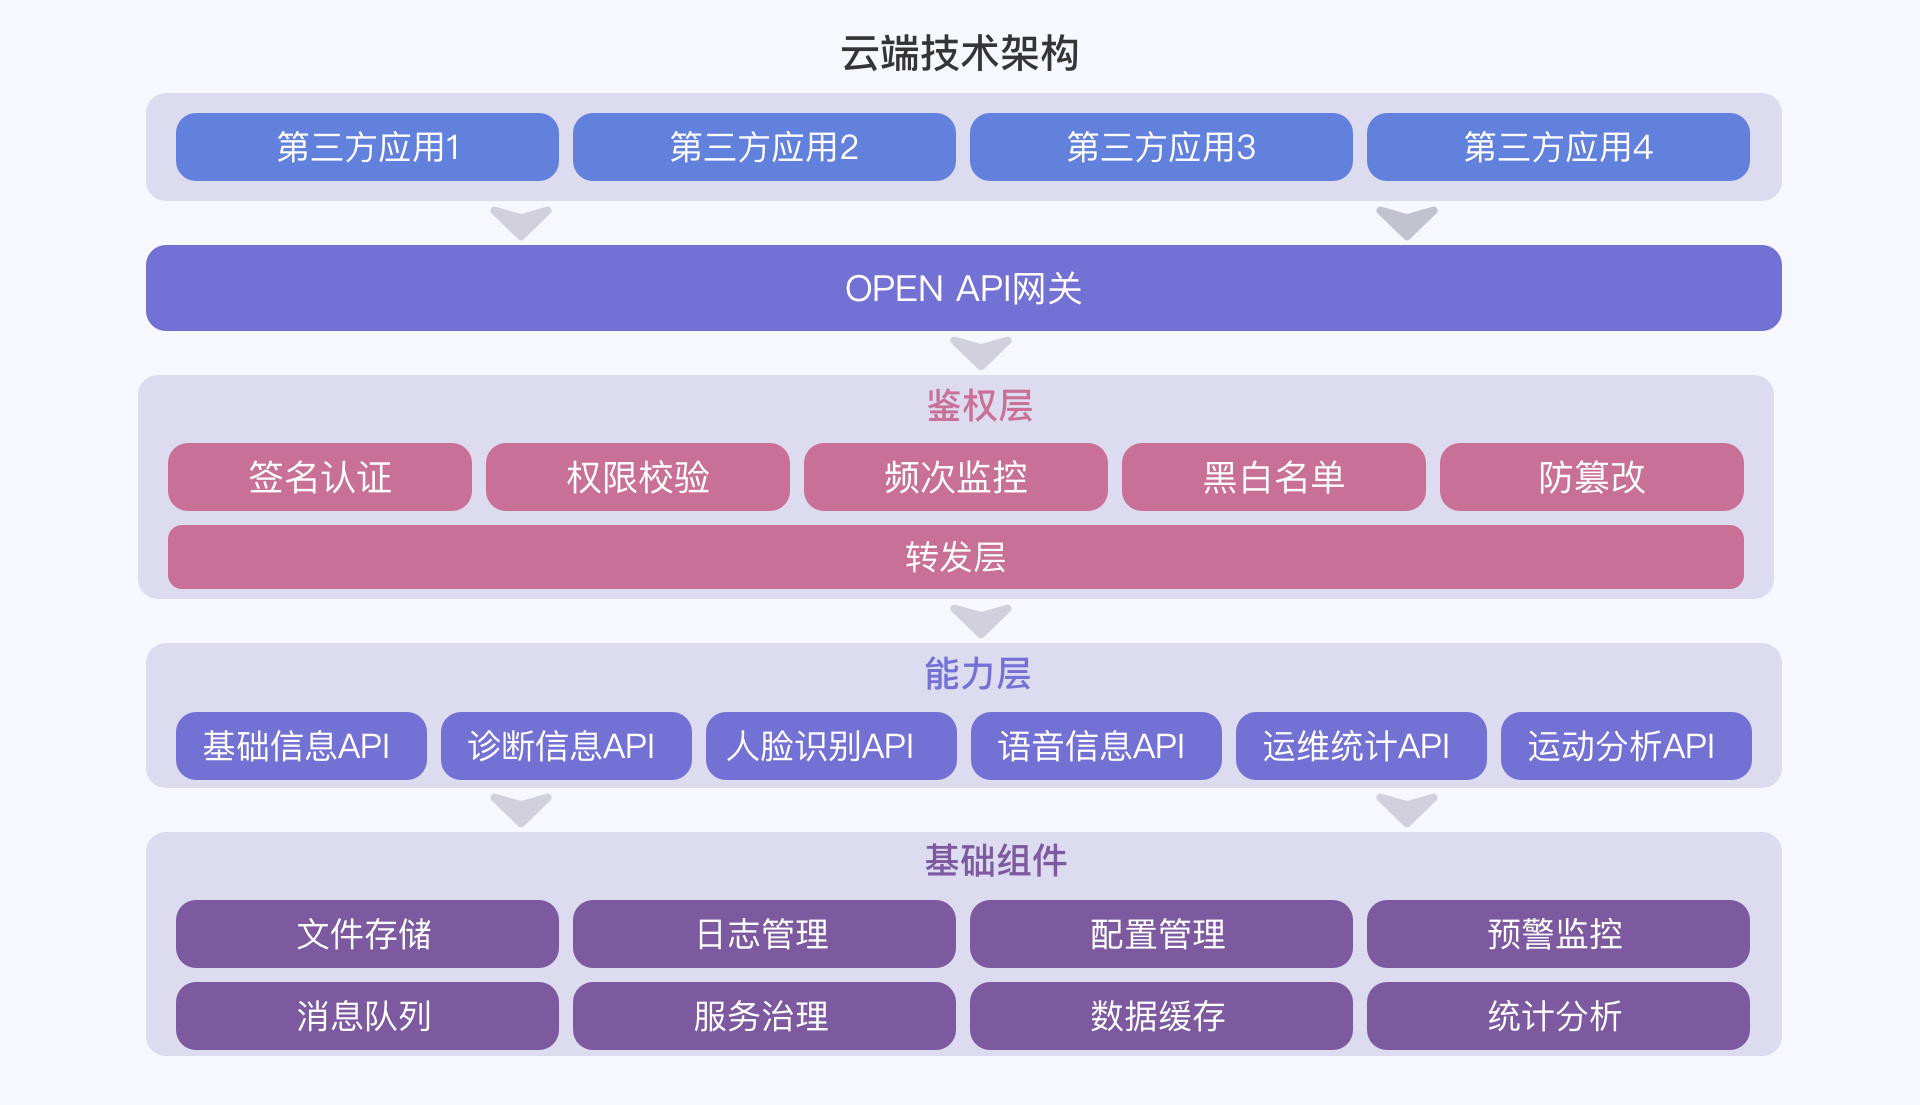 云端技术架构
第三方应用1
第三方应用2
第三方应用3
第三方应用4
OPEN API网关
鉴权层
签名认证
权限校验
频次监控
黑白名单
防篡改
转发层
能力层
基础信息API
诊断信息API
人脸识别API
语音信息API
运维统计API
运动分析API
基础组件
文件存储
日志管理
配置管理
预警监控
消息队列
服务治理
数据缓存
统计分析